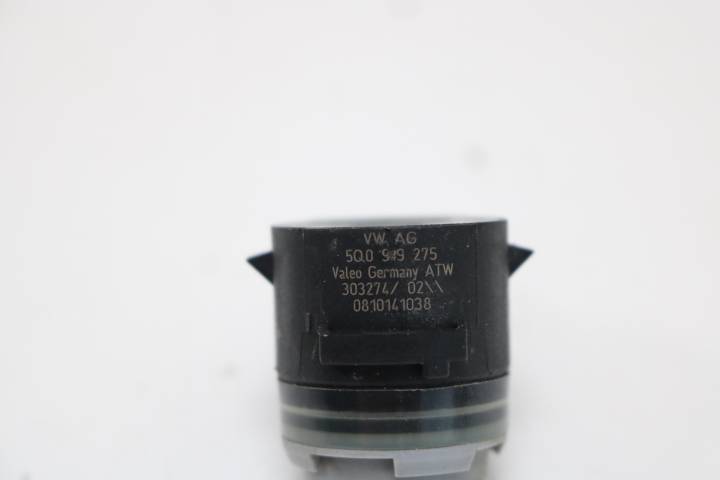 VW AG
5Q0 919 275
Valeo Germany ATW
303274/ 02\\
0810141038